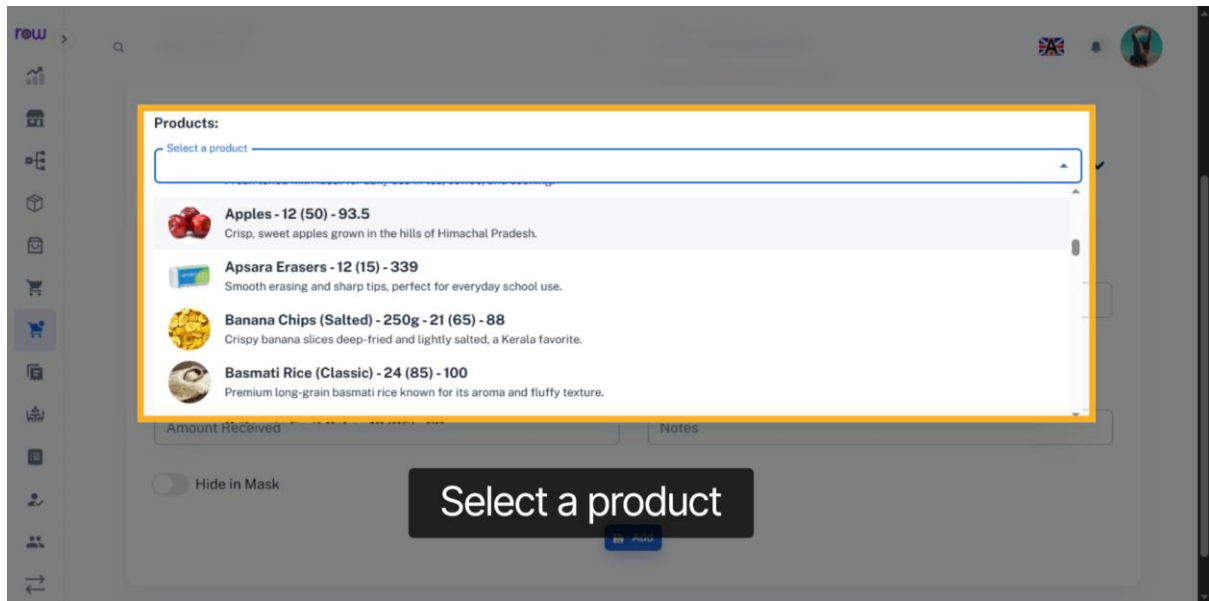 row
Products:
Select a product
Apples - 12 (50) - 93.5
Crisp, sweet apples grown in the hills of Himachal Pradesh.
Apsara Erasers - 12 (15) - 339
Smooth erasing and sharp tips, perfect for everyday school use.
Banana Chips (Salted) - 250g - 21 (65) - 88
Crispy banana slices deep-fried and lightly salted, a Kerala favorite.
Basmati Rice (Classic) - 24 (85) - 100
Premium long-grain basmati rice known for its aroma and fluffy texture.
Amount Received
Notes
Hide in Mask
Select a product
Add